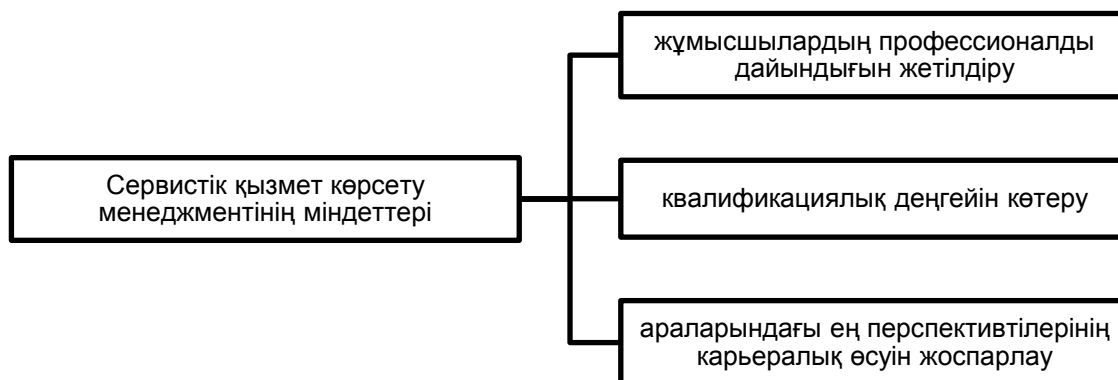 жұмысшылардың профессионалды
дайындығын жетілдіру
Сервистік қызмет көрсету
менеджментінің міндеттері
квалификациялық деңгейін көтеру
араларындағы ең перспективтілерінің
карьералық өсуін жоспарлау